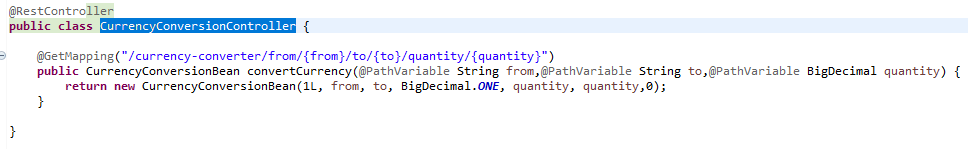 @RestController
public class CurrencyConversionController {
@GetMapping("/currency-converter/from/{from}/to/{to}/quantity/{quantity}")
public CurrencyConversionBean convertCurrency(@PathVariable String from,@PathVariable String to,@PathVariable BigDecimal quantity) {
return new CurrencyConversionBean(1L, from, to, BigDecimal.ONE, quantity, quantity,0);
}
}